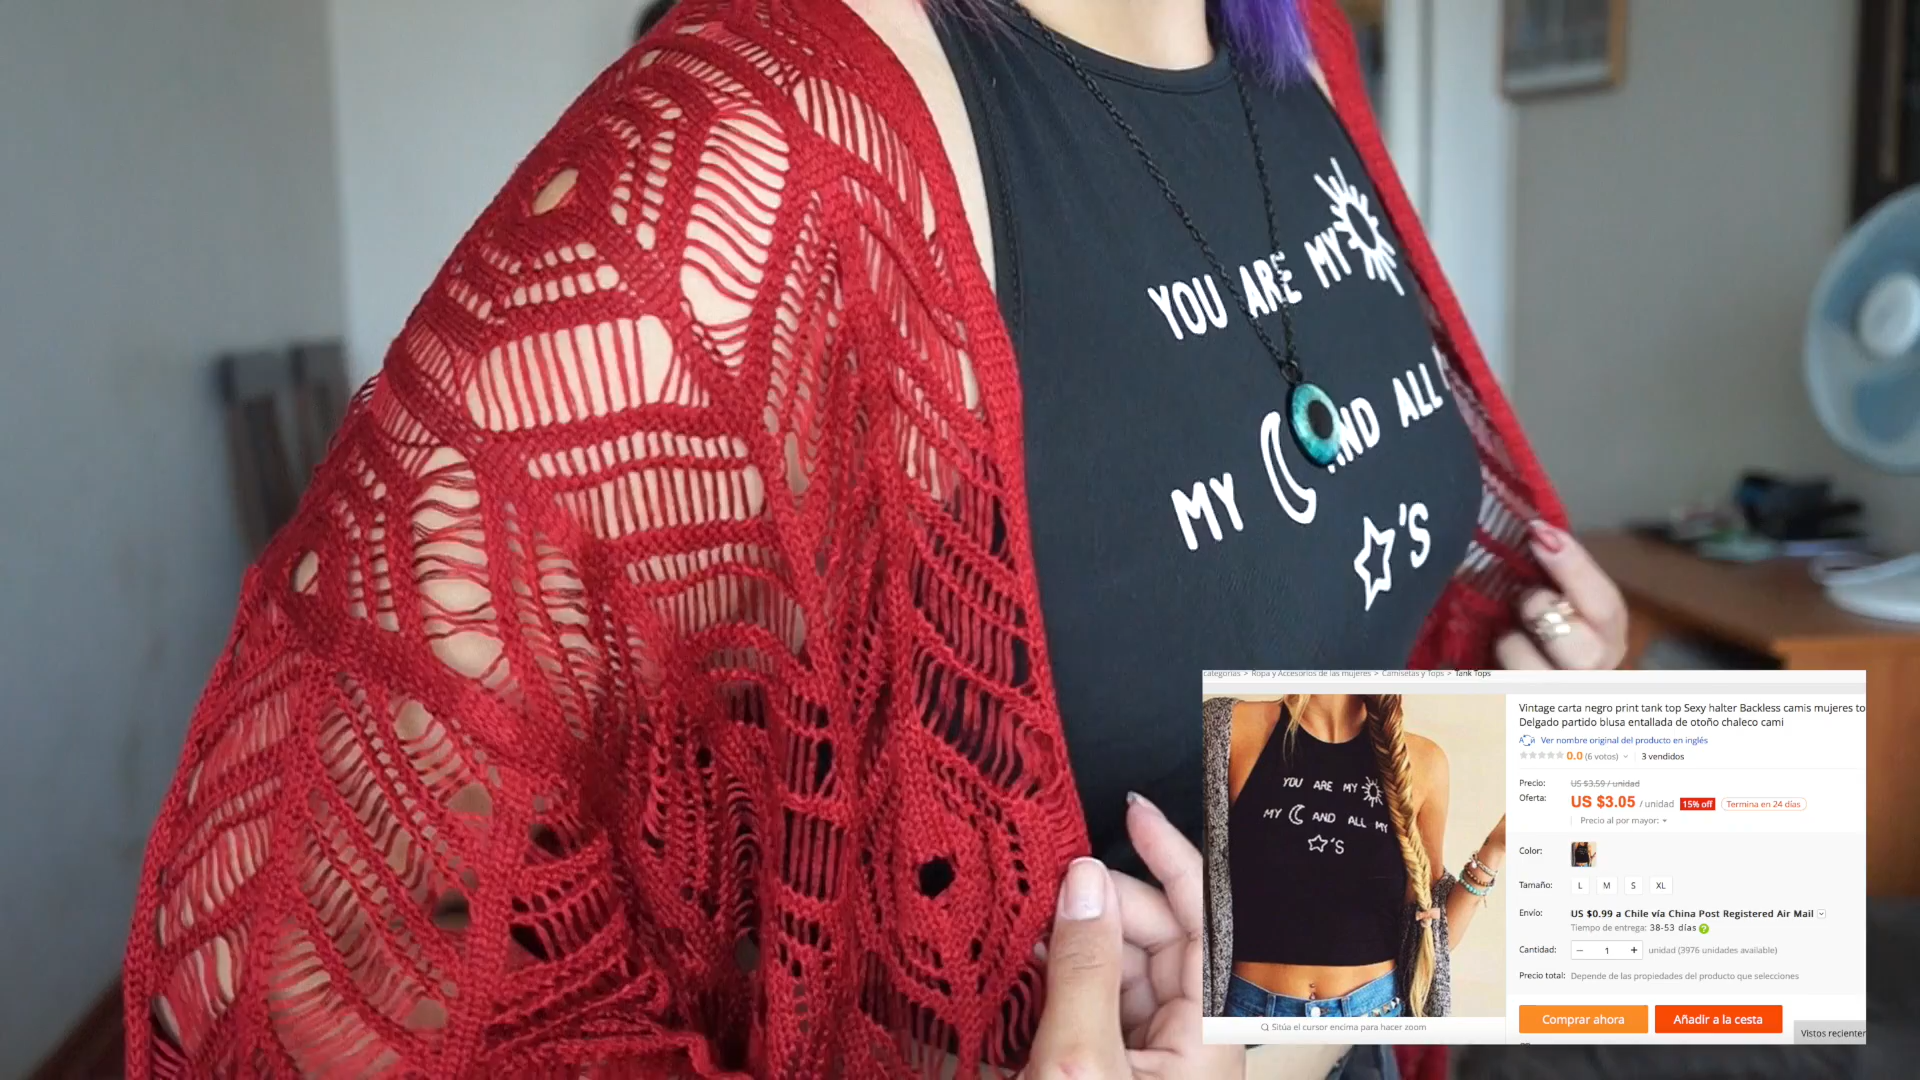 YOU ARE MY
MY AND ALL
'S
categorías > Ropa y Accesorios de las mujeres > Camisetas y Tops > Tank Tops
YOU ARE MY
MY AND ALL MY
'S
Sitúa el cursor encima para hacer zoom
Vintage carta negro print tank top Sexy halter Backless camis mujeres to
Delgado partido blusa entallada de otoño chaleco cami
Ver nombre original del producto en inglés
0.0 (6 votos) 3 vendidos
Precio: US $3.59 / unidad
Oferta: US $3.05 / unidad 15% off Termina en 24 días
Precio al por mayor:
Color:
Tamaño: L M S XL
Envío: US $0.99 a Chile vía China Post Registered Air Mail
Tiempo de entrega: 38-53 días ?
Cantidad: − 1 + unidad (3976 unidades available)
Precio total: Depende de las propiedades del producto que selecciones
Comprar ahora Añadir a la cesta
Vistos reciente